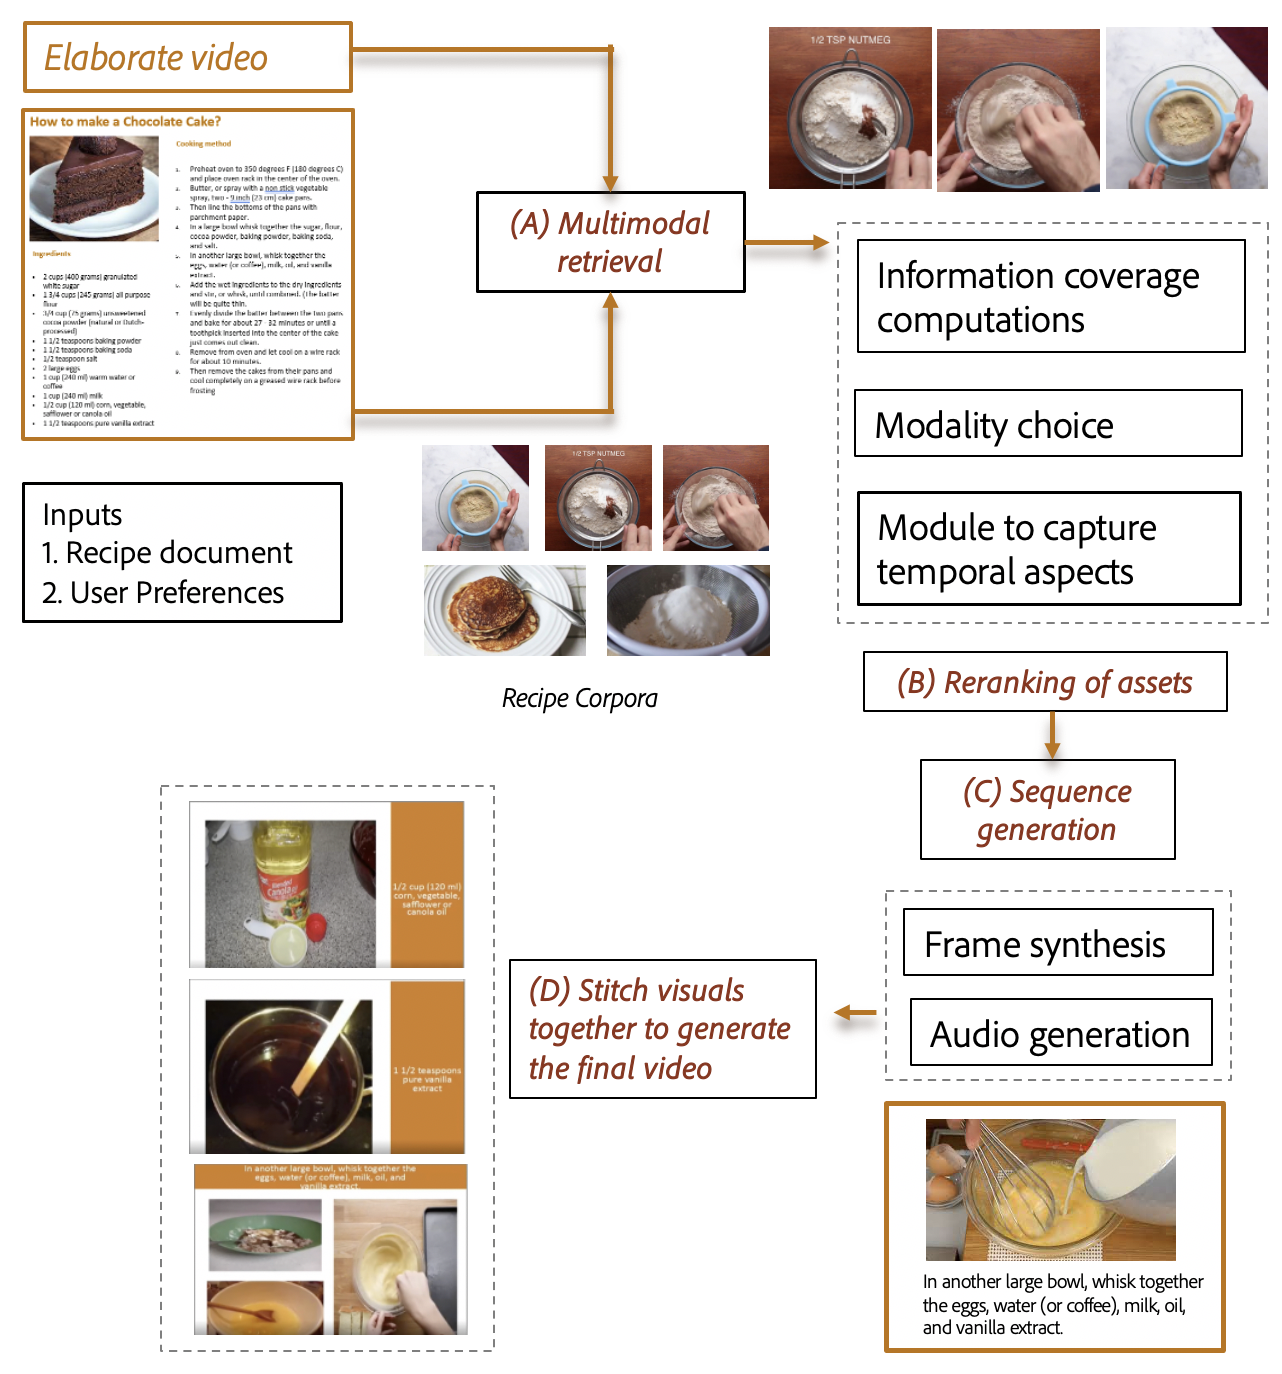 Elaborate video
How to make a Chocolate Cake?
Cooking method
1. Preheat oven to 350 degrees F (180 degrees C)
and place oven rack in the center of the oven.
2. Butter, or spray with a non stick vegetable
spray, two - 9 inch (23 cm) cake pans.
3. Then line the bottoms of the pans with
parchment paper.
4. In a large bowl whisk together the sugar, flour,
cocoa powder, baking powder, baking soda,
and salt.
5. In another large bowl, whisk together the
eggs, water (or coffee), milk, oil, and vanilla
extract.
6. Add the wet ingredients to the dry ingredients
and stir, or whisk, until combined. (The batter
will be quite thin.
7. Evenly divide the batter between the two pans
and bake for about 27 - 32 minutes or until a
toothpick inserted into the center of the cake
just comes out clean.
8. Remove from oven and let cool on a wire rack
for about 10 minutes.
9. Then remove the cakes from their pans and
cool completely on a greased wire rack before
frosting
Ingredients
• 2 cups (400 grams) granulated
white sugar
• 1 3/4 cups (245 grams) all purpose
flour
• 3/4 cup (75 grams) unsweetened
cocoa powder (natural or Dutch-
processed)
• 1 1/2 teaspoons baking powder
• 1 1/2 teaspoons baking soda
• 1/2 teaspoon salt
• 2 large eggs
• 1 cup (240 ml) warm water or
coffee
• 1 cup (240 ml) milk
• 1/2 cup (120 ml) corn, vegetable,
safflower or canola oil
• 1 1/2 teaspoons pure vanilla extract
Inputs
1. Recipe document
2. User Preferences
(A) Multimodal
retrieval
1/2 TSP NUTMEG
1/2 TSP NUTMEG
Recipe Corpora
Information coverage
computations
Modality choice
Module to capture
temporal aspects
(B) Reranking of assets
(C) Sequence
generation
Frame synthesis
Audio generation
In another large bowl, whisk together
the eggs, water (or coffee), milk, oil,
and vanilla extract.
(D) Stitch visuals
together to generate
the final video
Canola
1/2 cup (120 ml)
corn, vegetable,
safflower or
canola oil
1 1/2 teaspoons
pure vanilla
extract
In another large bowl, whisk together the
eggs, water (or coffee), milk, oil, and
vanilla extract.